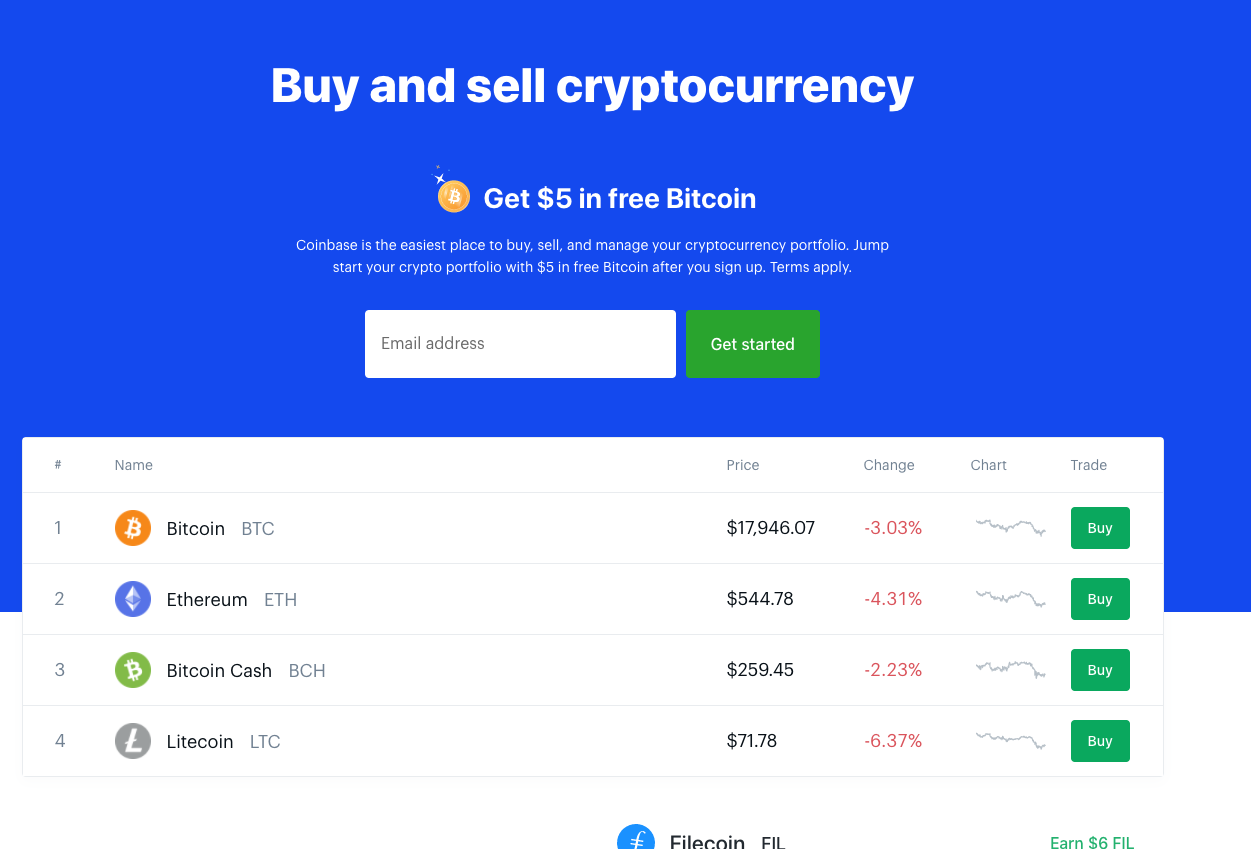 Buy and sell cryptocurrency
Get $5 in free Bitcoin
Coinbase is the easiest place to buy, sell, and manage your cryptocurrency portfolio. Jump
start your crypto portfolio with $5 in free Bitcoin after you sign up. Terms apply.
Email address Get started
# Name Price Change Chart Trade
1 Bitcoin BTC $17,946.07 -3.03% Buy
2 Ethereum ETH $544.78 -4.31% Buy
3 Bitcoin Cash BCH $259.45 -2.23% Buy
4 Litecoin LTC $71.78 -6.37% Buy
Filecoin FIL Earn $6 FIL